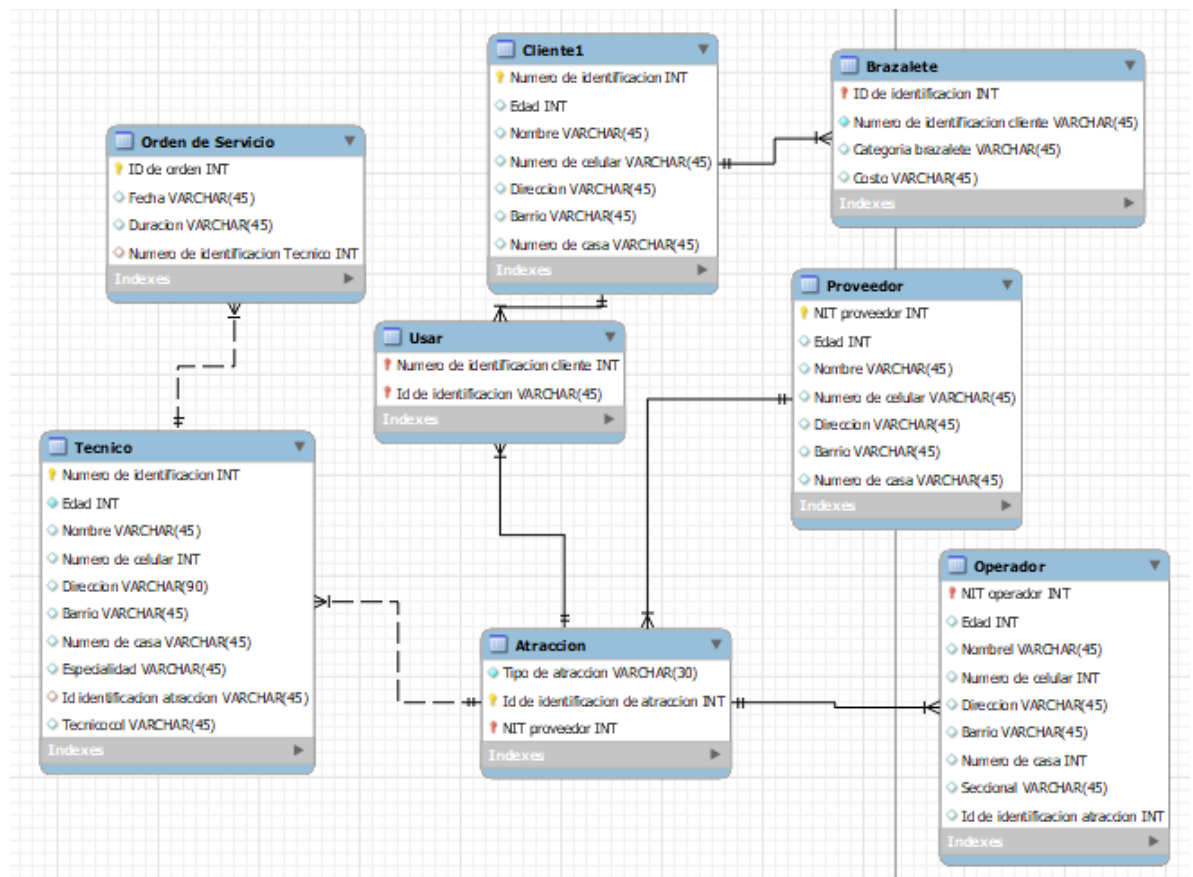 Cliente1
Numero de identificacion INT
Edad INT
Nombre VARCHAR(45)
Numero de celular VARCHAR(45)
Direccion VARCHAR(45)
Barrio VARCHAR(45)
Numero de casa VARCHAR(45)
Indexes
Brazalete
ID de identificacion INT
Numero de identificacion cliente VARCHAR(45)
Categoria brazalete VARCHAR(45)
Costo VARCHAR(45)
Indexes
Orden de Servicio
ID de orden INT
Fecha VARCHAR(45)
Duracion VARCHAR(45)
Numero de identificacion Tecnico INT
Indexes
Usar
Numero de identificacion cliente INT
Id de identificacion VARCHAR(45)
Indexes
Proveedor
NIT proveedor INT
Edad INT
Nombre VARCHAR(45)
Numero de celular VARCHAR(45)
Direccion VARCHAR(45)
Barrio VARCHAR(45)
Numero de casa VARCHAR(45)
Indexes
Tecnico
Numero de identificacion INT
Edad INT
Nombre VARCHAR(45)
Numero de celular INT
Direccion VARCHAR(90)
Barrio VARCHAR(45)
Numero de casa VARCHAR(45)
Especialidad VARCHAR(45)
Id identificacion atraccion VARCHAR(45)
Tecnicocol VARCHAR(45)
Indexes
Atraccion
Tipo de atraccion VARCHAR(30)
Id de identificacion de atraccion INT
NIT proveedor INT
Indexes
Operador
NIT operador INT
Edad INT
Nombrel VARCHAR(45)
Numero de celular INT
Direccion VARCHAR(45)
Barrio VARCHAR(45)
Numero de casa INT
Seccional VARCHAR(45)
Id de identificacion atraccion INT
Indexes